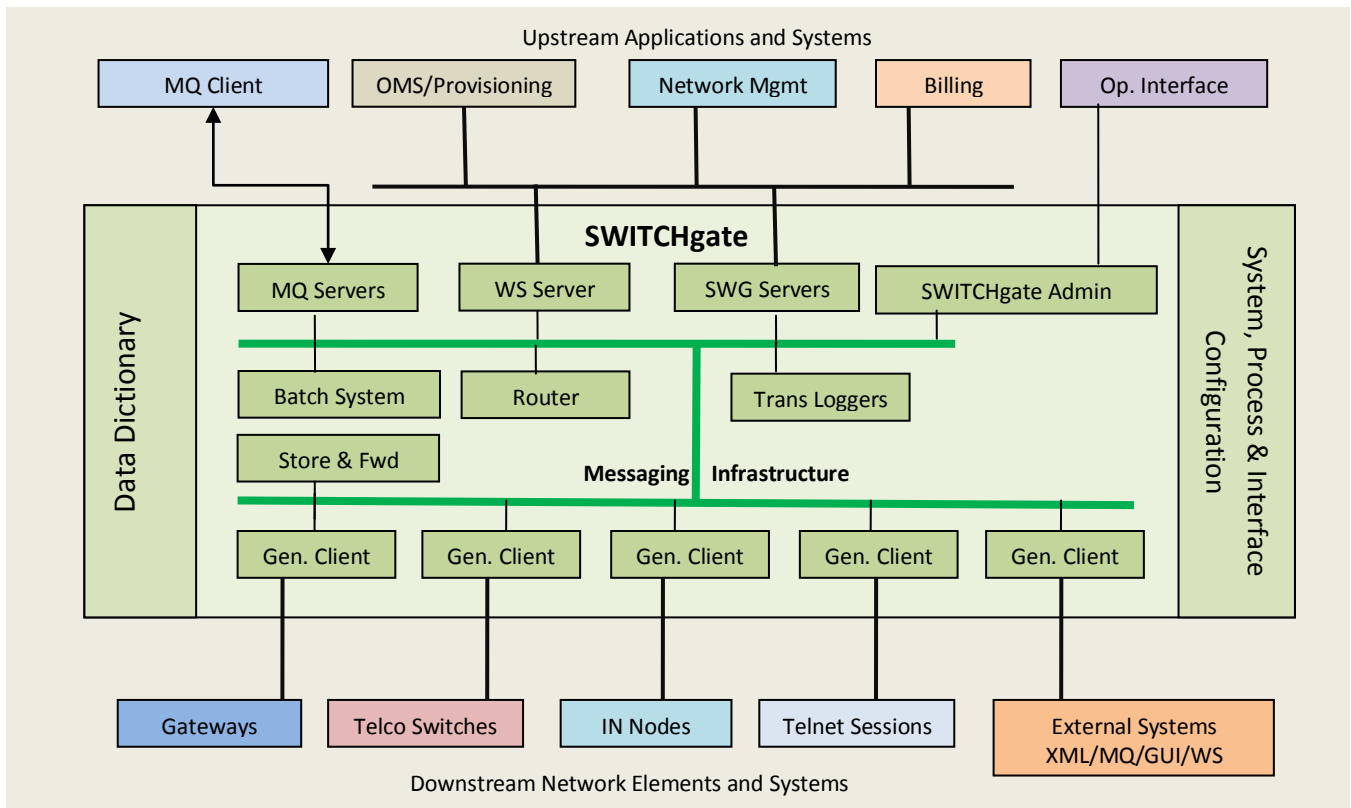 Upstream Applications and Systems
MQ Client
OMS/Provisioning
Network Mgmt
Billing
Op. Interface
SWITCHgate
Data Dictionary
System, Process & Interface
Configuration
MQ Servers
WS Server
SWG Servers
SWITCHgate Admin
Batch System
Router
Trans Loggers
Store & Fwd
Messaging Infrastructure
Gen. Client
Gen. Client
Gen. Client
Gen. Client
Gen. Client
Gateways
Telco Switches
IN Nodes
Telnet Sessions
External Systems
XML/MQ/GUI/WS
Downstream Network Elements and Systems